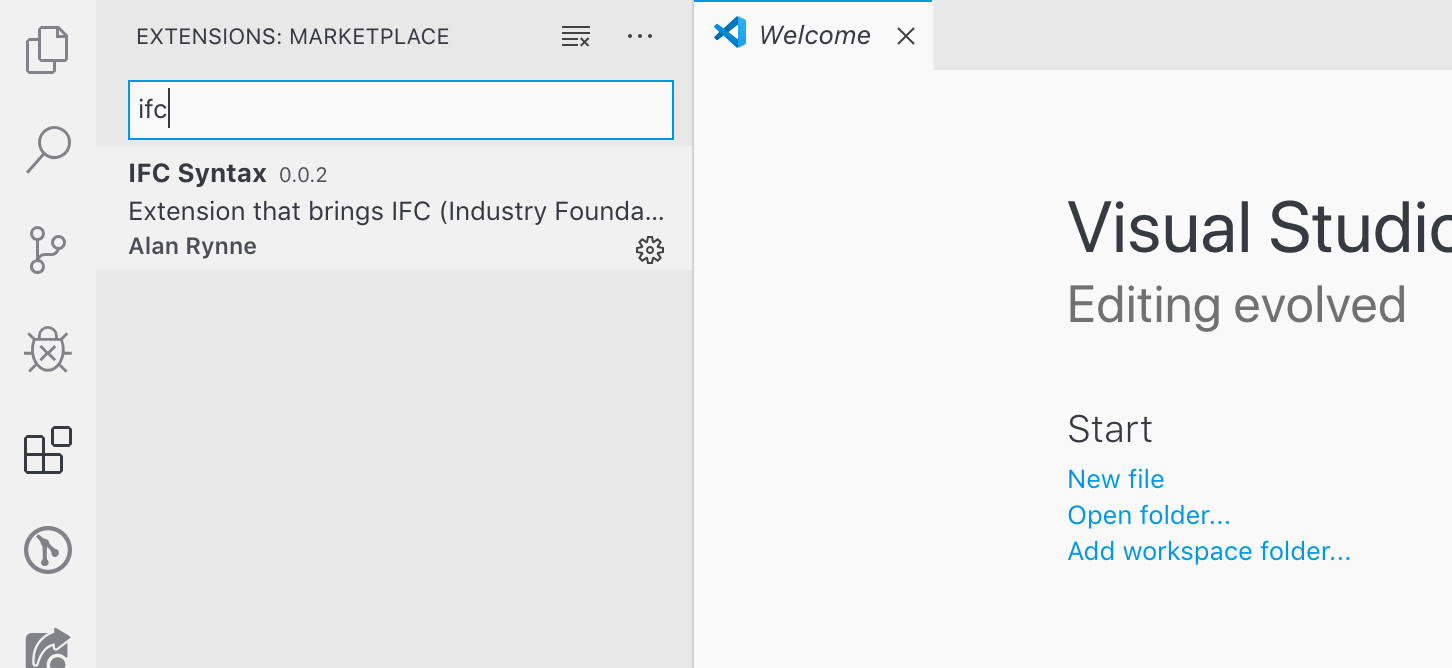 EXTENSIONS: MARKETPLACE
ifc
IFC Syntax 0.0.2
Extension that brings IFC (Industry Founda...
Alan Rynne
Welcome
Visual Studio
Editing evolved
Start
New file
Open folder...
Add workspace folder...